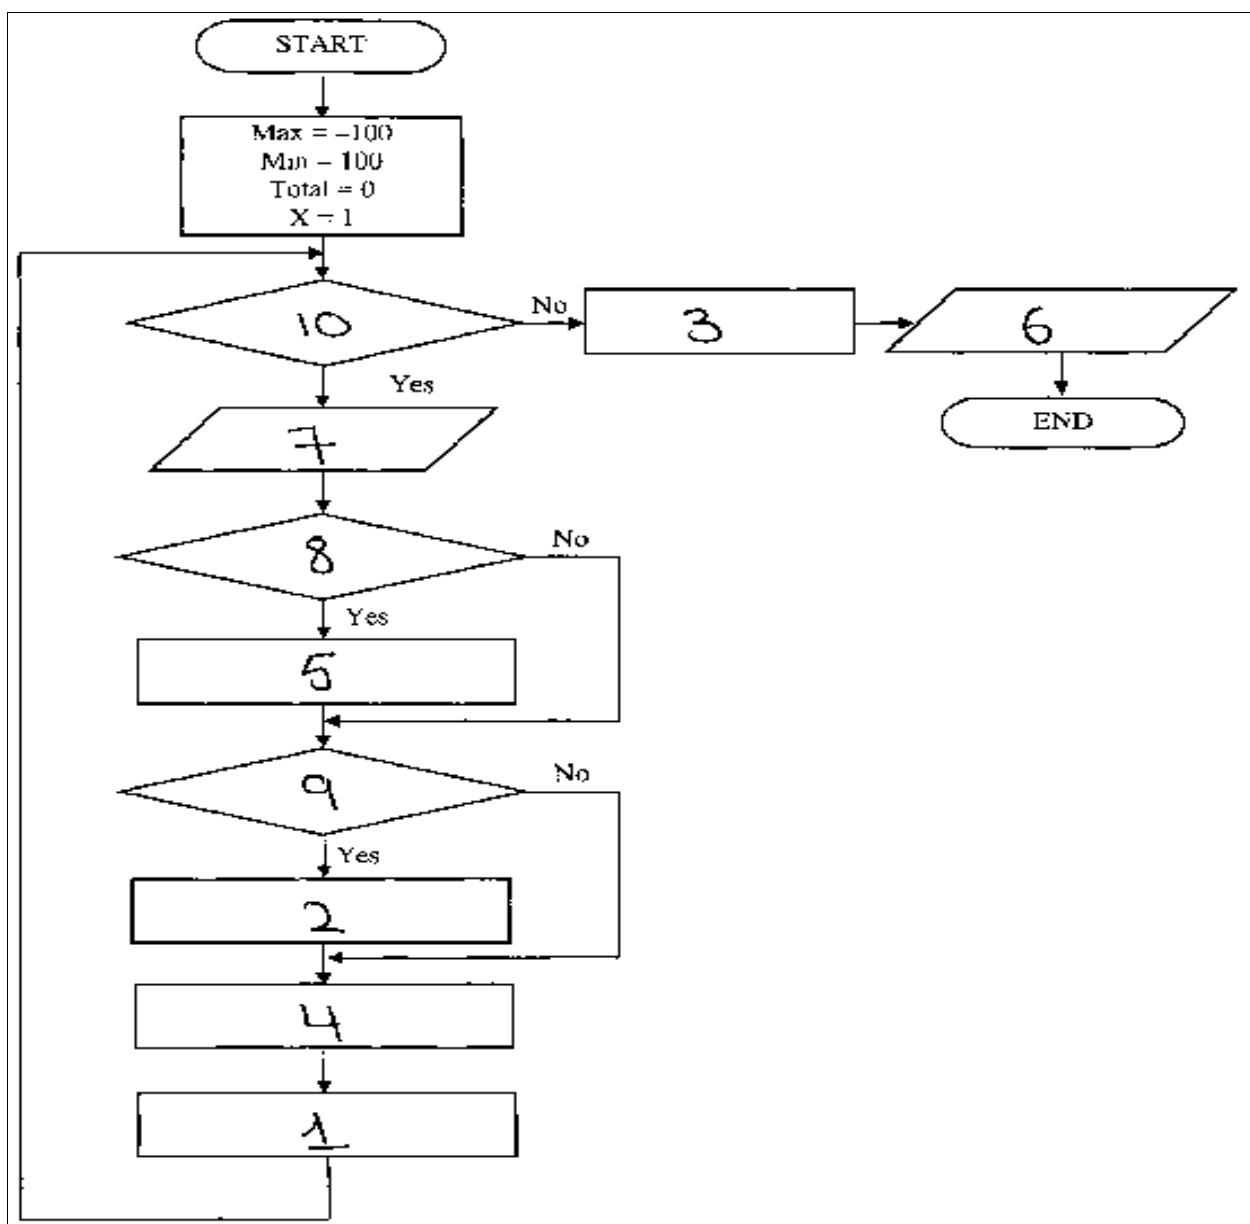 START
Max = –100
Min = 100
Total = 0
X = 1
10
No
3
6
Yes
END
7
8
No
Yes
5
9
No
Yes
2
4
1